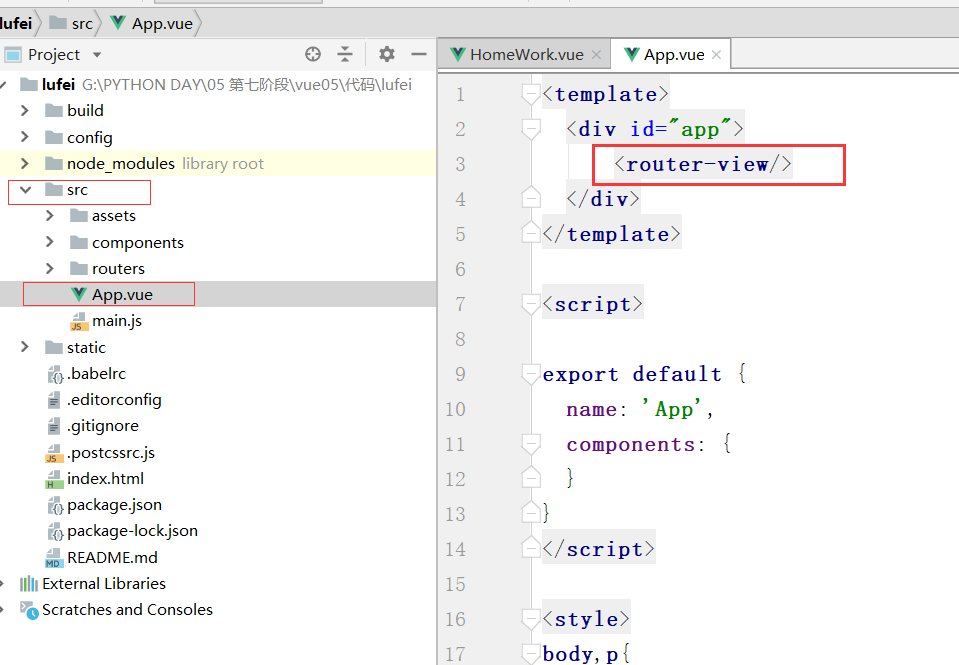 lufei src App.vue
Project
HomeWork.vue App.vue
lufei G:\PYTHON DAY\05 第七阶段\vue05\代码\lufei
build
config
node_modules library root
src
assets
components
routers
App.vue
main.js
static
.babelrc
.editorconfig
.gitignore
.postcssrc.js
index.html
package.json
package-lock.json
README.md
External Libraries
Scratches and Consoles
1 <template>
2 <div id="app">
3 <router-view/>
4 </div>
5 </template>
6
7 <script>
8
9 export default {
10 name: 'App',
11 components: {
12 }
13 }
14 </script>
15
16 <style>
17 body,p{